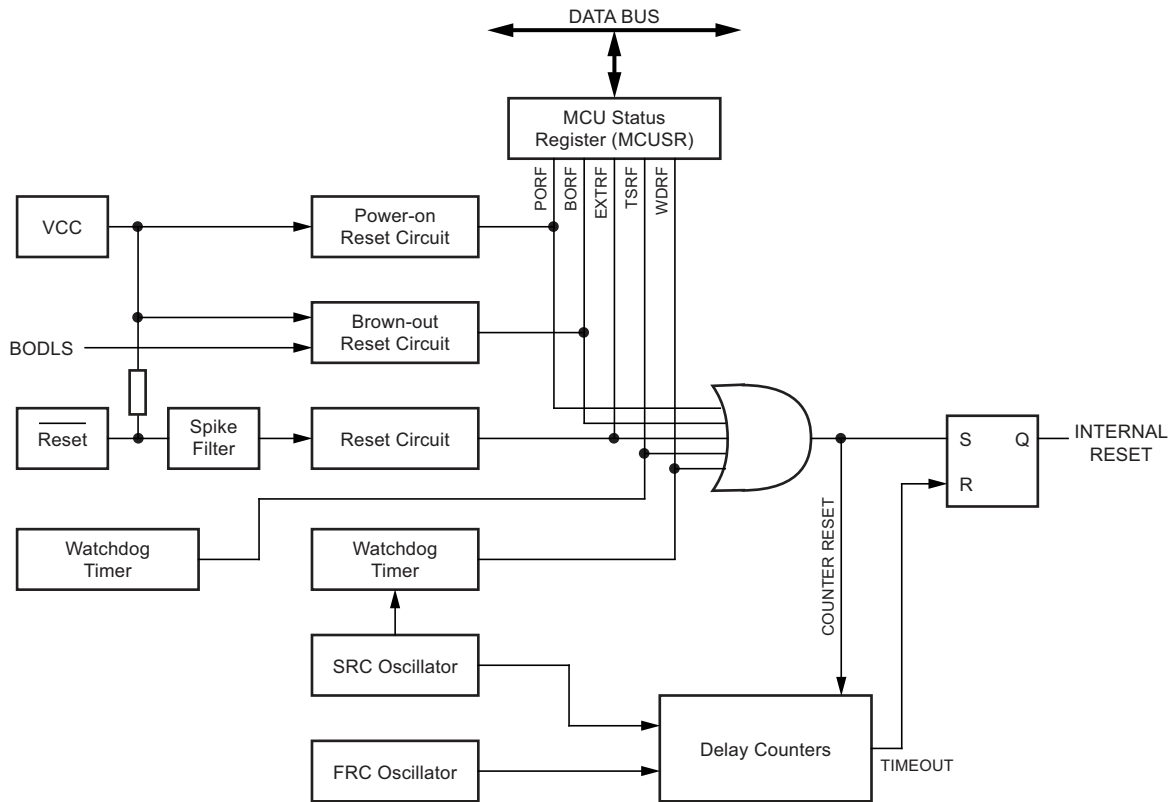 DATA BUS
MCU Status
Register (MCUSR)
PORF
BORF
EXTRF
TSRF
WDRF
VCC
Power-on
Reset Circuit
Brown-out
Reset Circuit
BODLS
Reset
Spike
Filter
Reset Circuit
S
Q
R
INTERNAL
RESET
Watchdog
Timer
Watchdog
Timer
COUNTER RESET
SRC Oscillator
Delay Counters
TIMEOUT
FRC Oscillator